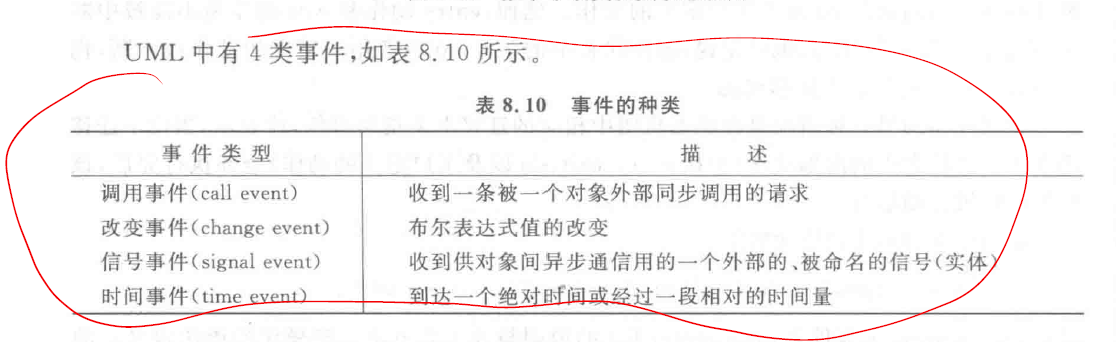 UML 中有 4 类事件,如表 8.10 所示。
表 8.10 事件的种类
事件类型 描述
调用事件(call event) 收到一条被一个对象外部同步调用的请求
改变事件(change event) 布尔表达式值的改变
信号事件(signal event) 收到供对象间异步通信用的一个外部的、被命名的信号(实体)
时间事件(time event) 到达一个绝对时间或经过一段相对的时间量